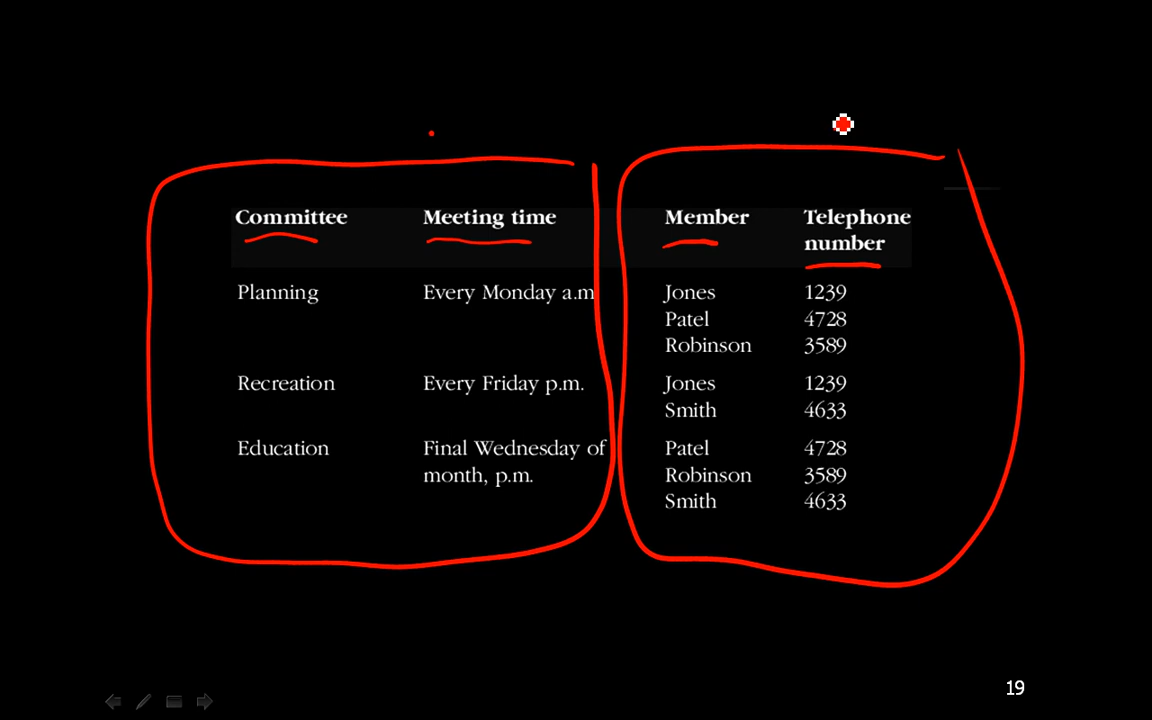 Committee Meeting time Member Telephone number
Planning Every Monday a.m Jones 1239
Patel 4728
Robinson 3589
Recreation Every Friday p.m. Jones 1239
Smith 4633
Education Final Wednesday of Patel 4728
month, p.m. Robinson 3589
Smith 4633
19